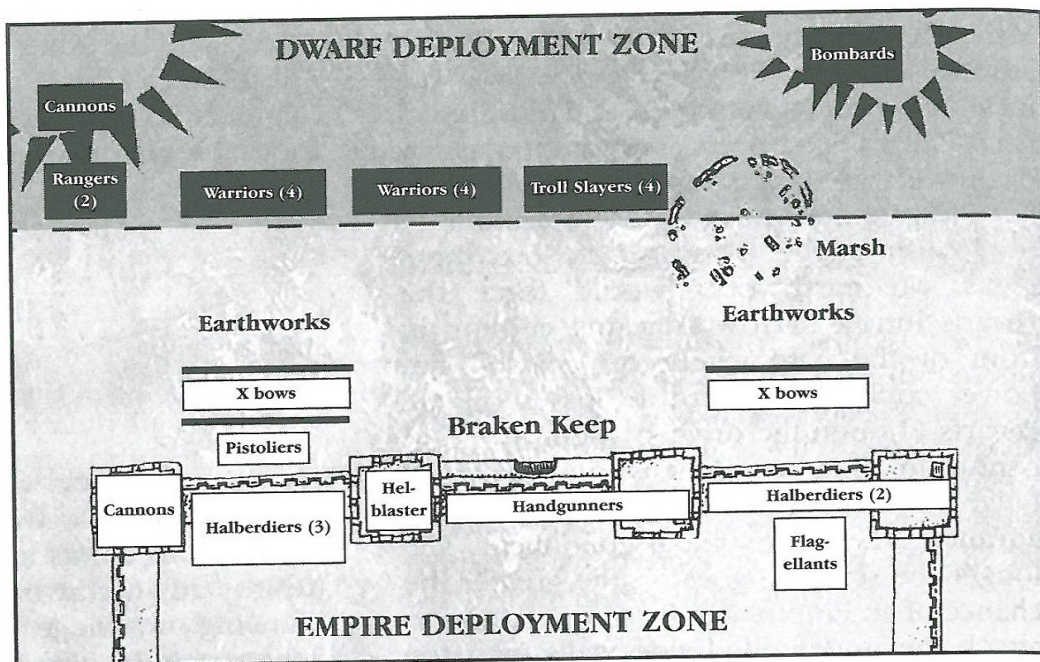 DWARF DEPLOYMENT ZONE
Bombards
Cannons
Rangers
(2)
Warriors (4)
Warriors (4)
Troll Slayers (4)
Marsh
Earthworks
Earthworks
X bows
X bows
Braken Keep
Pistoliers
Cannons
Halberdiers (3)
Hel-
blaster
Handgunners
Halberdiers (2)
Flag-
ellants
EMPIRE DEPLOYMENT ZONE